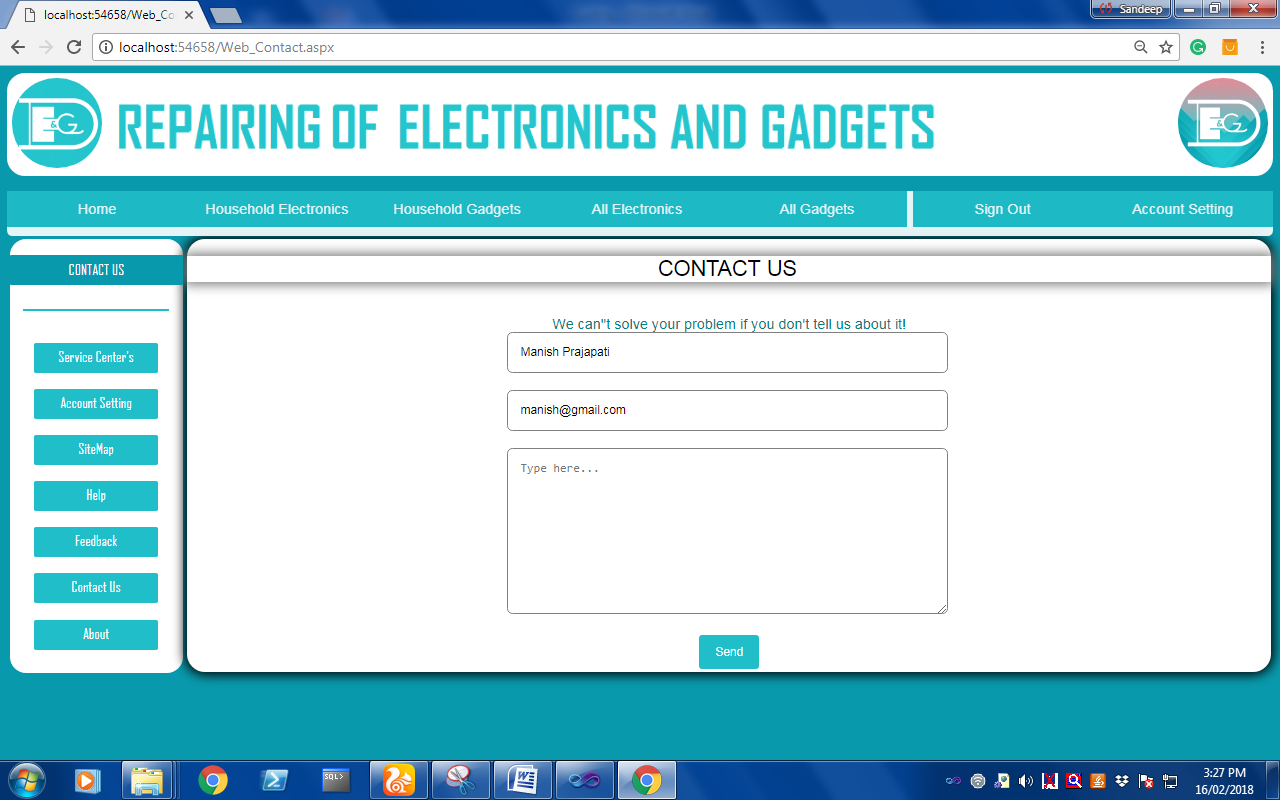 localhost:54658/Web_Co
Sandeep
localhost:54658/Web_Contact.aspx
E&G
REPAIRING OF ELECTRONICS AND GADGETS
E&G
Home
Household Electronics
Household Gadgets
All Electronics
All Gadgets
Sign Out
Account Setting
CONTACT US
Service Center's
Account Setting
SiteMap
Help
Feedback
Contact Us
About
CONTACT US
We can"t solve your problem if you don't tell us about it!
Manish Prajapati
manish@gmail.com
Type here...
Send
SQL>
3:27 PM
16/02/2018